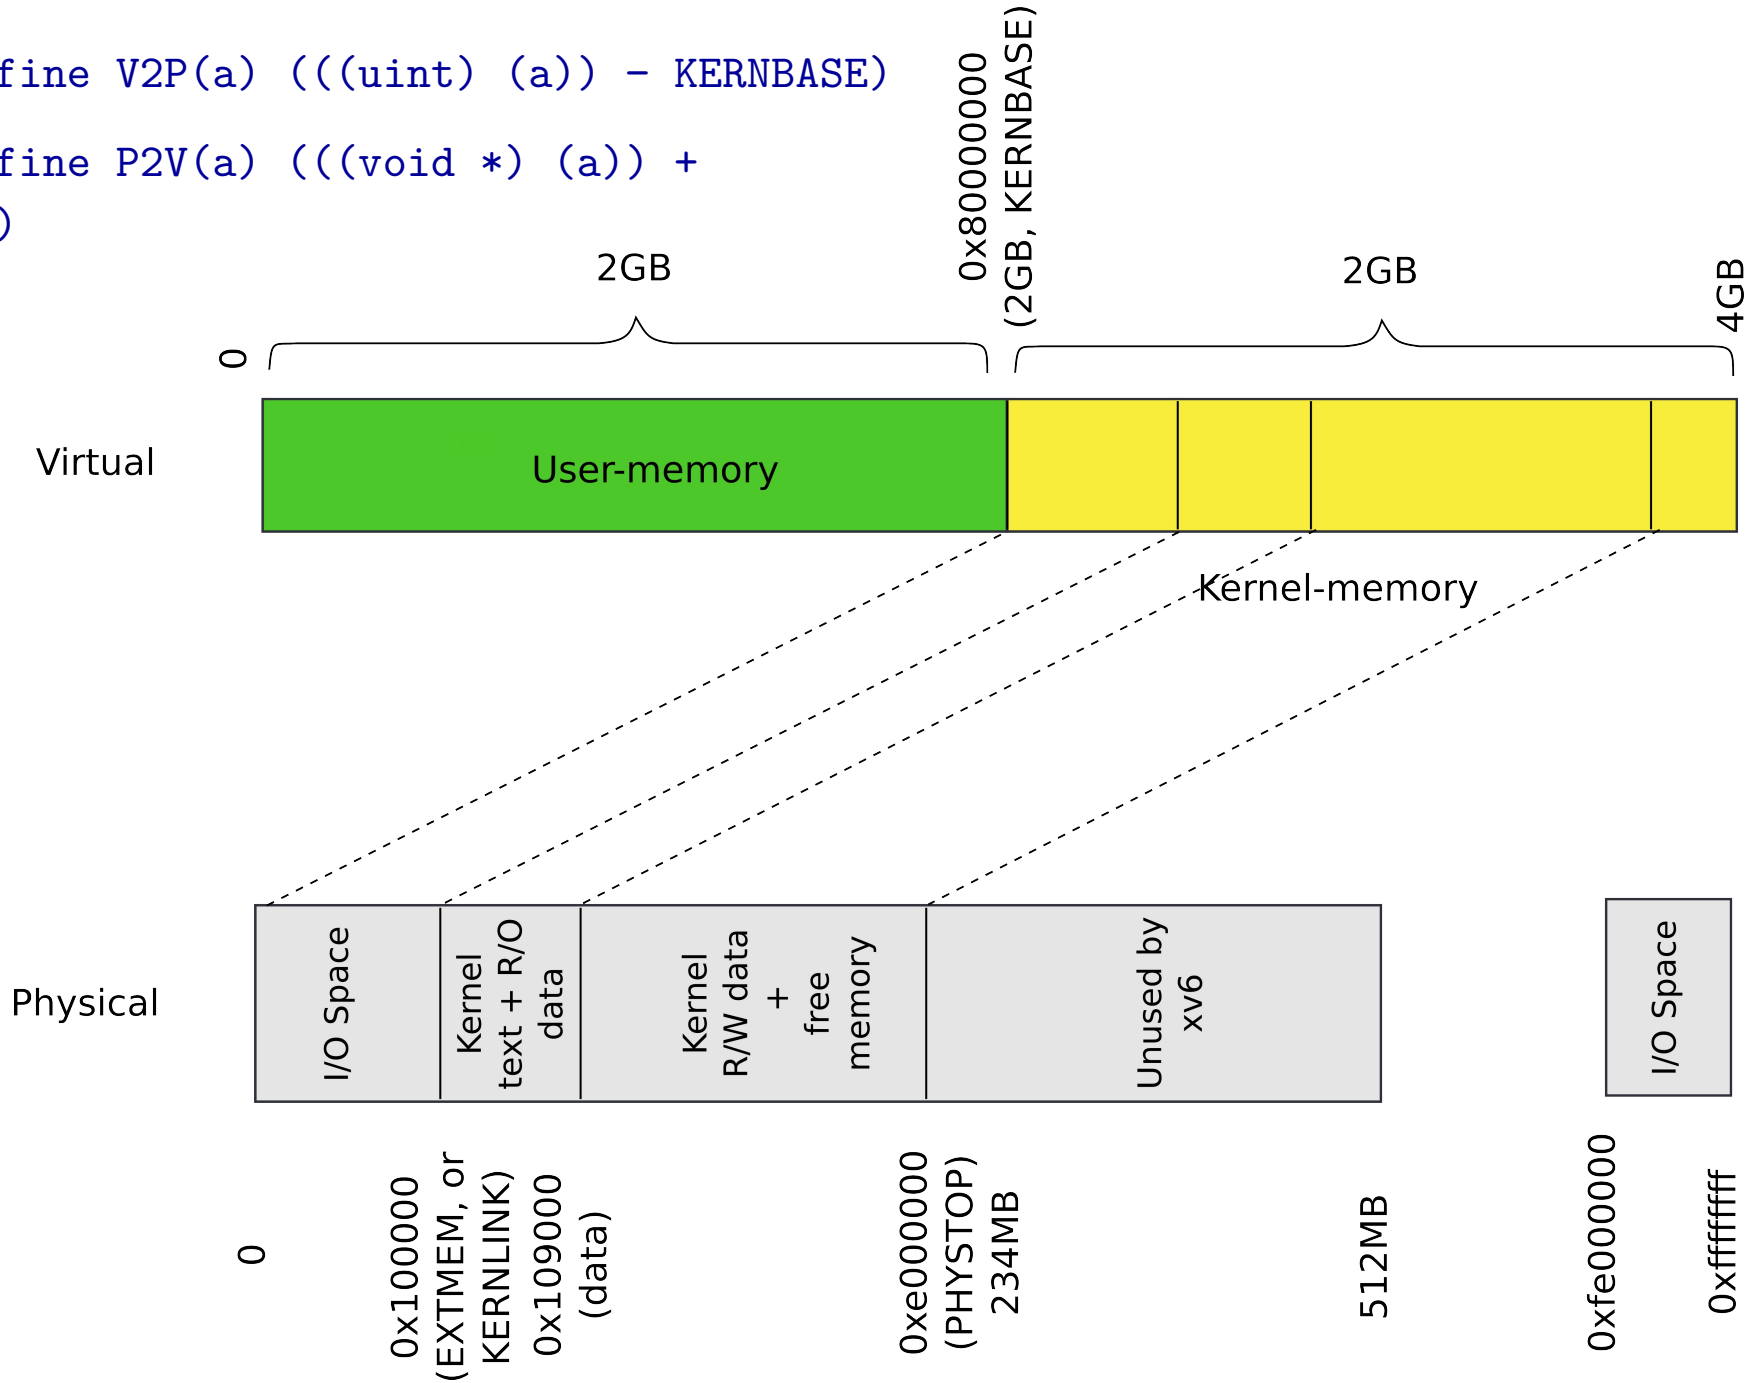 fine V2P(a) (((uint) (a)) - KERNBASE)
fine P2V(a) (((void *) (a)) +
)
0x80000000
(2GB, KERNBASE)
2GB
2GB
4GB
0
Virtual
User-memory
Kernel-memory
Physical
I/O Space
Kernel
text + R/O
data
Kernel
R/W data
+
free
memory
Unused by
xv6
I/O Space
0
0x100000
(EXTMEM, or
KERNLINK)
0x109000
(data)
0xe000000
(PHYSTOP)
234MB
512MB
0xfe000000
0xffffffff